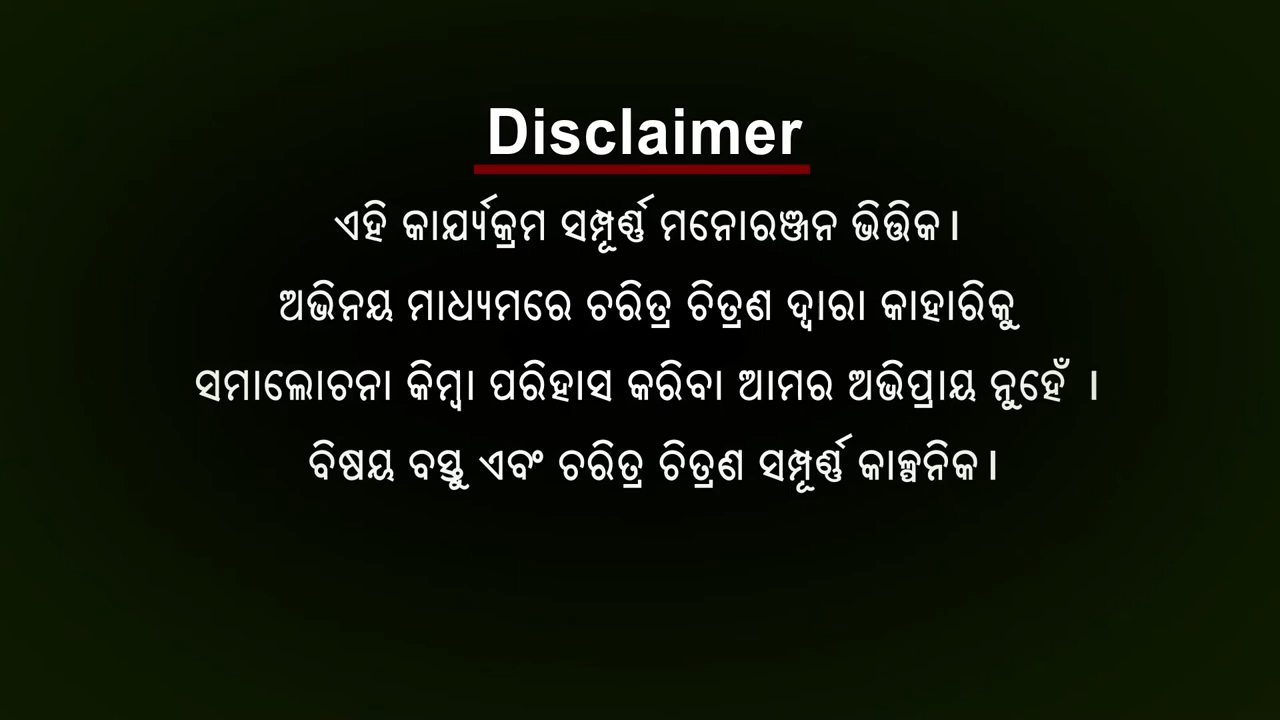 Disclaimer
ଏହି କାର୍ଯ୍ୟକ୍ରମ ସମ୍ପୂର୍ଣ୍ଣ ମନୋରଞ୍ଜନ ଭିତ୍ତିକ।
ଅଭିନୟ ମାଧ୍ୟମରେ ଚରିତ୍ର ଚିତ୍ରଣ ଦ୍ୱାରା କାହାରିକୁ
ସମାଲୋଚନା କିମ୍ବା ପରିହାସ କରିବା ଆମର ଅଭିପ୍ରାୟ ନୁହେଁ ।
ବିଷୟ ବସ୍ତୁ ଏବଂ ଚରିତ୍ର ଚିତ୍ରଣ ସମ୍ପୂର୍ଣ୍ଣ କାଳ୍ପନିକ।